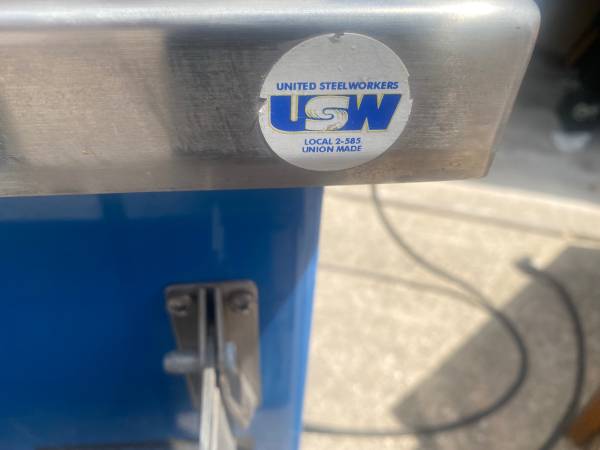 UNITED STEELWORKERS
USW
LOCAL 2-585
UNION MADE